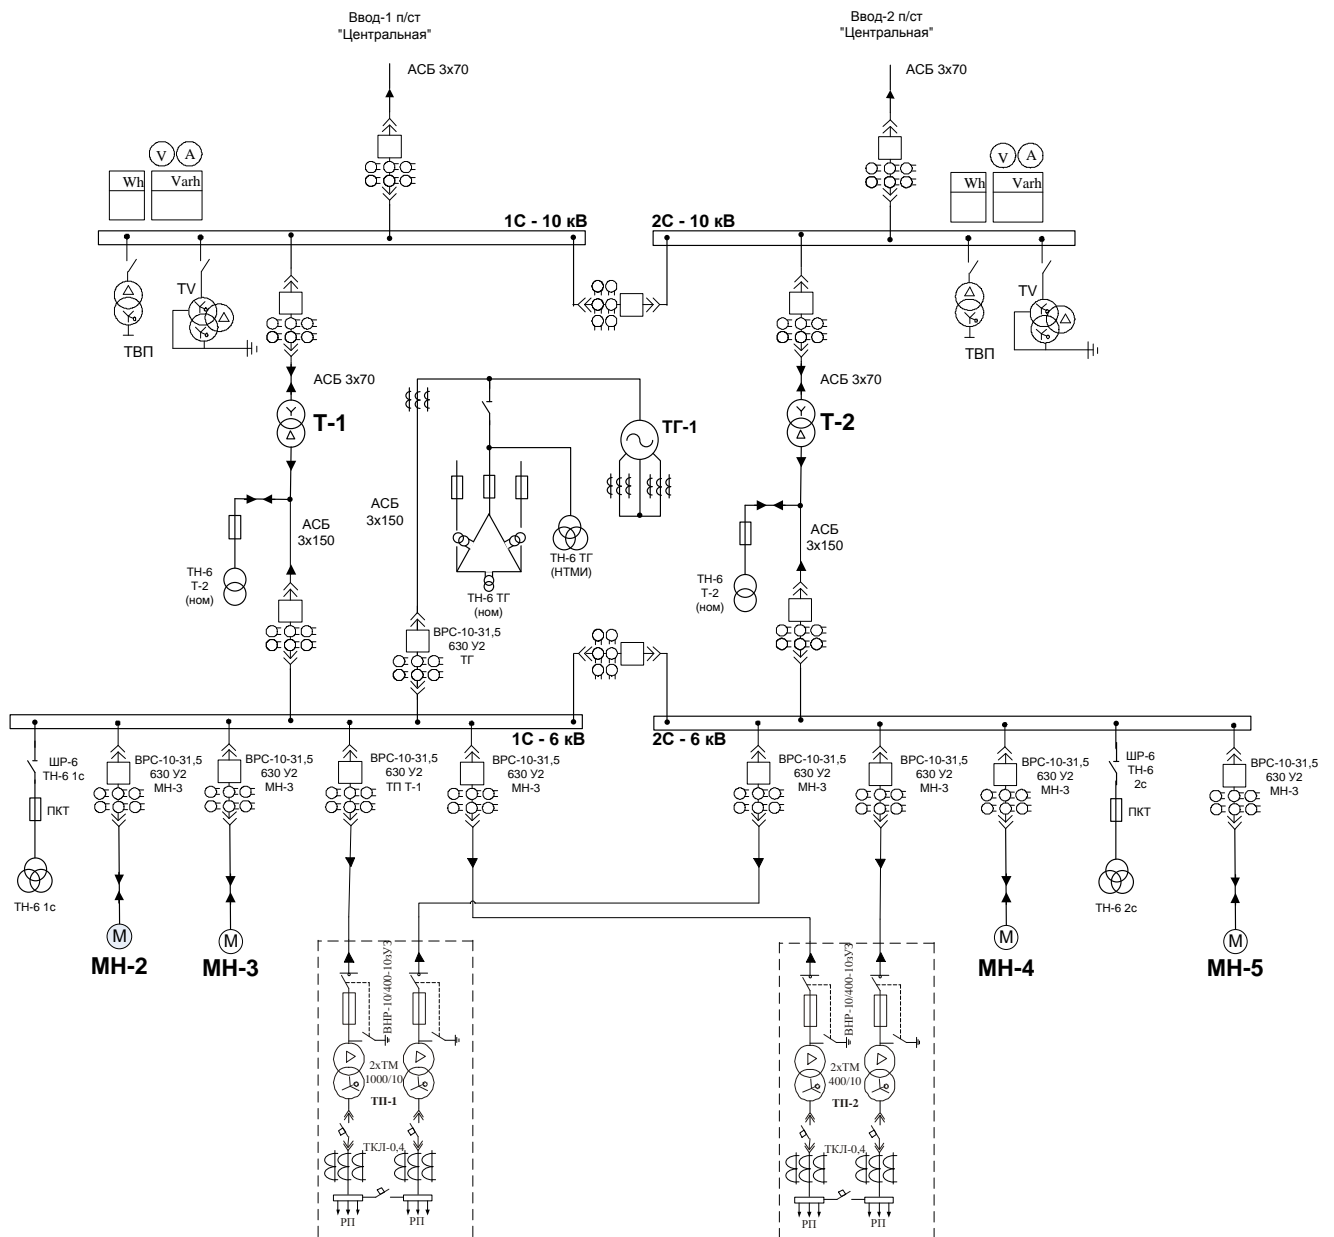 Ввод-1 п/ст
"Центральная"
Ввод-2 п/ст
"Центральная"
АСБ 3х70
АСБ 3х70
V
A
V
A
Wh
Varh
Wh
Varh
1С - 10 кВ
2С - 10 кВ
TV
ТВП
TV
ТВП
АСБ 3х70
АСБ 3х70
Т-1
ТГ-1
Т-2
АСБ
3х150
АСБ
3х150
АСБ
3х150
ТН-6
Т-2
(ном)
ТН-6 ТГ
(НТМИ)
ТН-6 ТГ
(ном)
ТН-6
Т-2
(ном)
ВРС-10-31,5
630 У2
ТГ
1С - 6 кВ
2С - 6 кВ
ШР-6
ТН-6 1с
ПКТ
ВРС-10-31,5
630 У2
МН-3
ВРС-10-31,5
630 У2
МН-3
ВРС-10-31,5
630 У2
ТП Т-1
ВРС-10-31,5
630 У2
МН-3
ВРС-10-31,5
630 У2
МН-3
ВРС-10-31,5
630 У2
МН-3
ВРС-10-31,5
630 У2
МН-3
ШР-6
ТН-6
2с
ПКТ
ВРС-10-31,5
630 У2
МН-3
ТН-6 1с
ТН-6 2с
М
М
М
М
МН-2
МН-3
МН-4
МН-5
ВНР-10/400-10зУЗ
ВНР-10/400-10зУЗ
2хТМ
1000/10
ТП-1
2хТМ
400/10
ТП-2
ТКЛ-0,4
ТКЛ-0,4
РП
РП
РП
РП